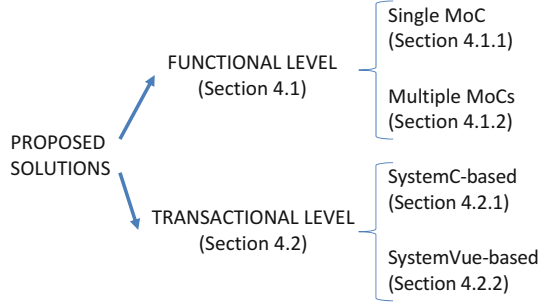 PROPOSED
SOLUTIONS
FUNCTIONAL LEVEL
(Section 4.1)
Single MoC
(Section 4.1.1)
Multiple MoCs
(Section 4.1.2)
TRANSACTIONAL LEVEL
(Section 4.2)
SystemC-based
(Section 4.2.1)
SystemVue-based
(Section 4.2.2)